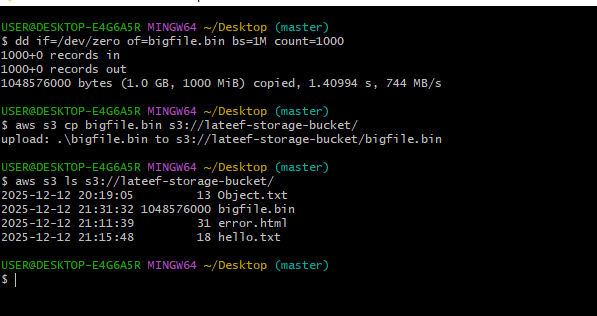 USER@DESKTOP-E4G6A5R MINGW64 ~/Desktop (master)
$ dd if=/dev/zero of=bigfile.bin bs=1M count=1000
1000+0 records in
1000+0 records out
1048576000 bytes (1.0 GB, 1000 MiB) copied, 1.40994 s, 744 MB/s
USER@DESKTOP-E4G6A5R MINGW64 ~/Desktop (master)
$ aws s3 cp bigfile.bin s3://lateef-storage-bucket/
upload: .\bigfile.bin to s3://lateef-storage-bucket/bigfile.bin
USER@DESKTOP-E4G6A5R MINGW64 ~/Desktop (master)
$ aws s3 ls s3://lateef-storage-bucket/
2025-12-12 20:19:05         13 Object.txt
2025-12-12 21:31:32 1048576000 bigfile.bin
2025-12-12 21:11:39         31 error.html
2025-12-12 21:15:48         18 hello.txt
USER@DESKTOP-E4G6A5R MINGW64 ~/Desktop (master)
$